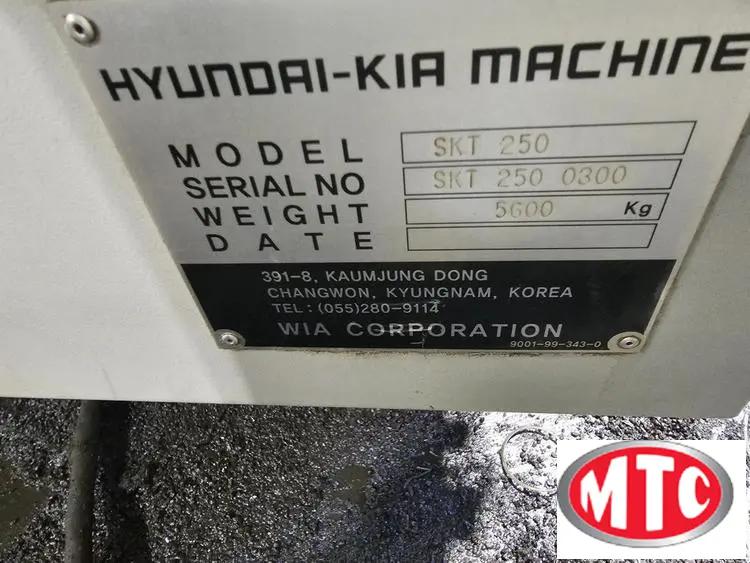 HYUNDAI-KIA MACHINE
MODEL SKT 250
SERIAL NO SKT 250 0300
WEIGHT 5600 Kg
DATE
391-8, KAUMJUNG DONG
CHANGWON, KYUNGNAM, KOREA
TEL : (055)280-9114
WIA CORPORATION
9001-99-343-0
MTC